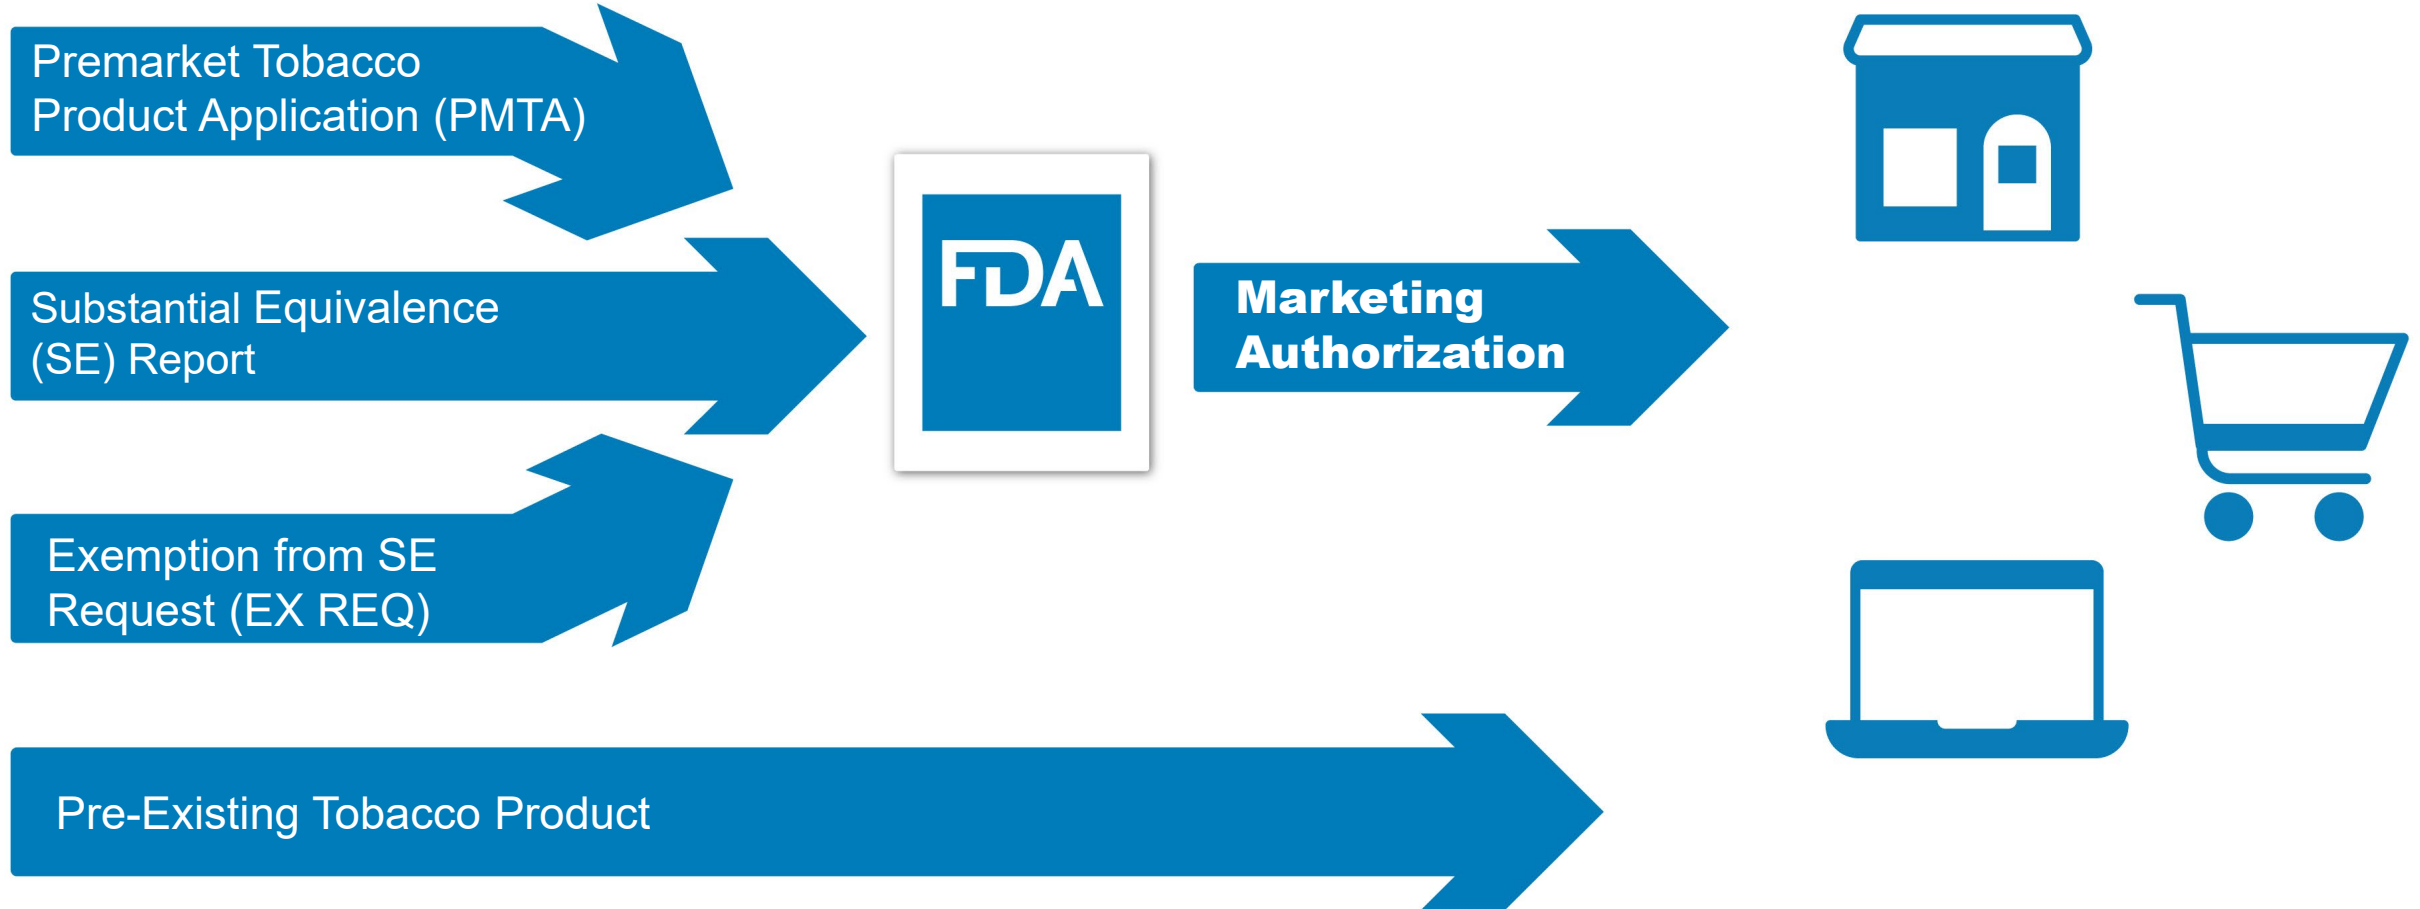 Premarket Tobacco
Product Application (PMTA)
Substantial Equivalence
(SE) Report
Exemption from SE
Request (EX REQ)
FDA
Marketing
Authorization
Pre-Existing Tobacco Product